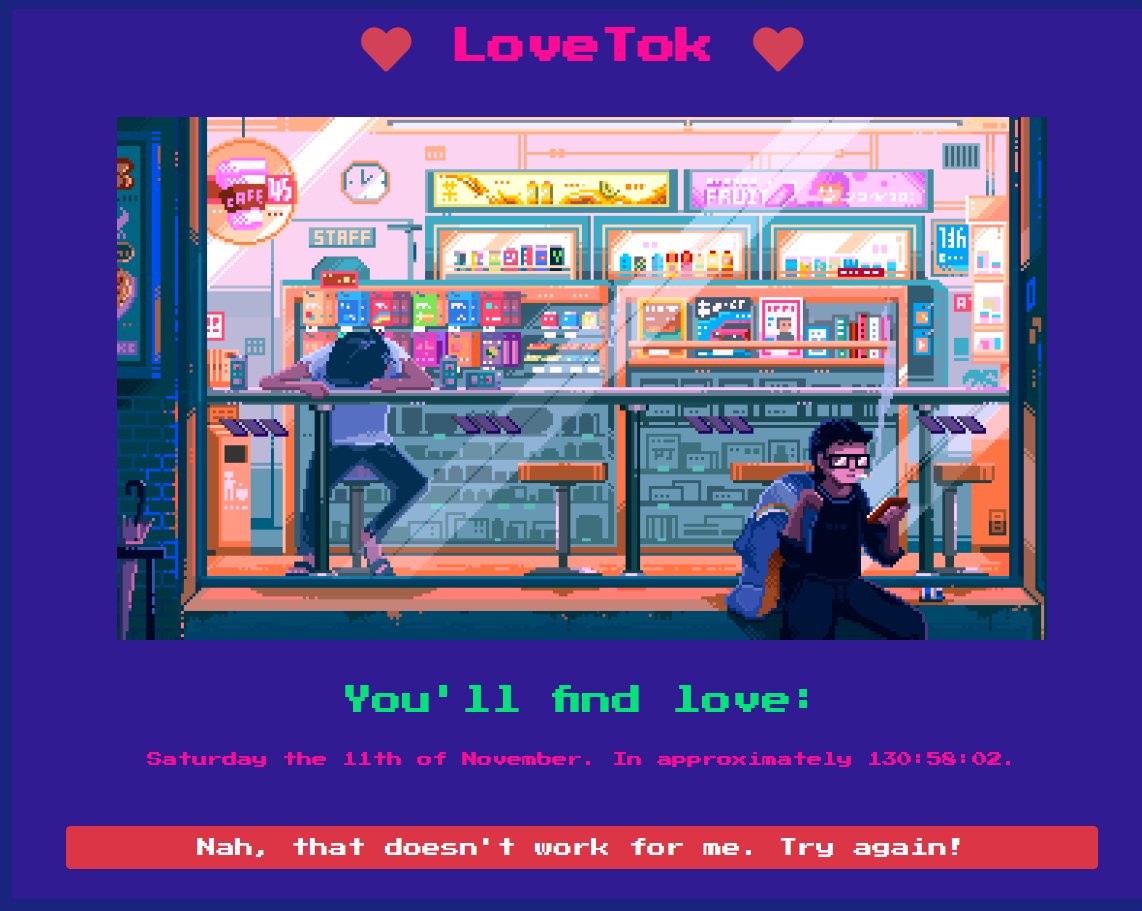 LoveTok
CAFE
45
FRUIT
STAFF
You'll find love:
Saturday the 11th of November. In approximately 130:58:02.
Nah, that doesn't work for me. Try again!